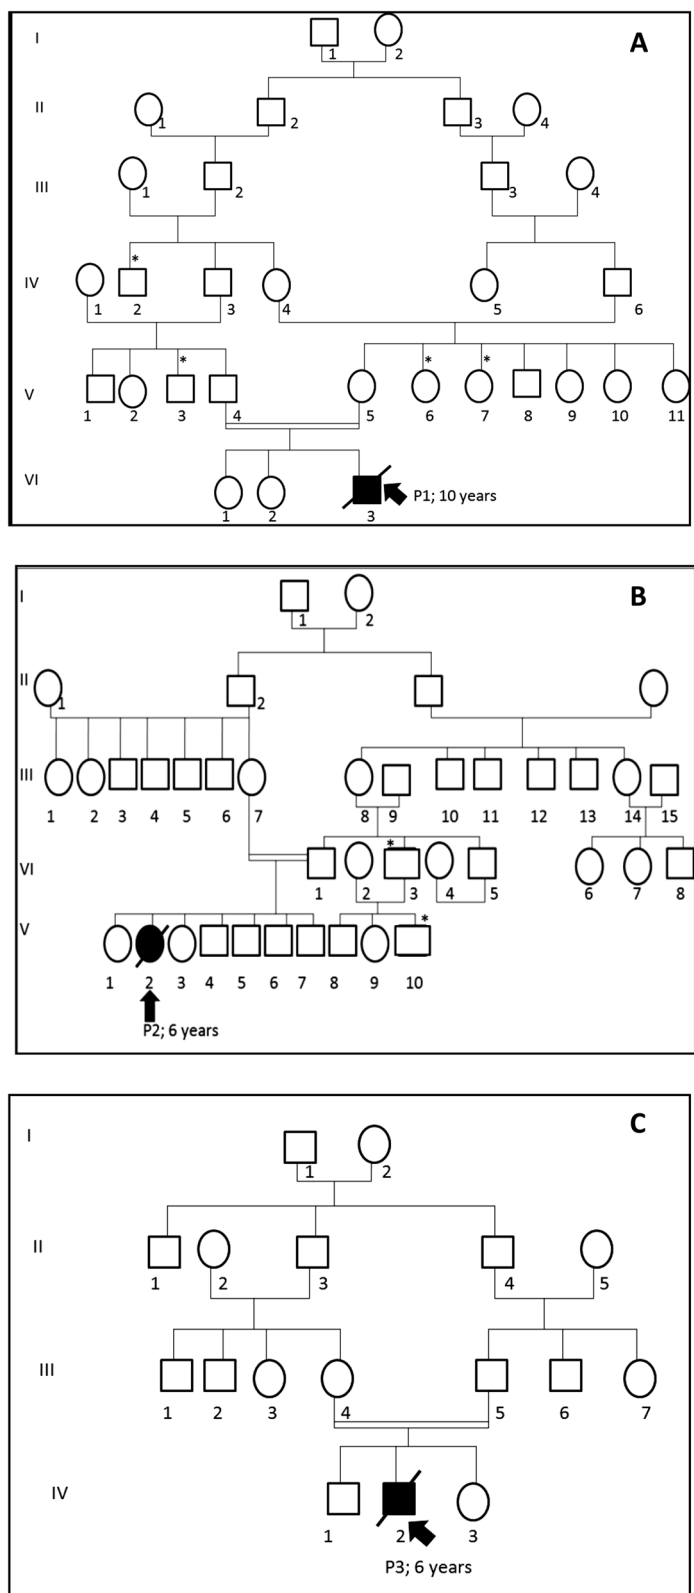 I 1 2 A
II 1 2 3 4
III 1 2 3 4
* 
IV 1 2 3 4 5 6
* * *
V 1 2 3 4 5 6 7 8 9 10 11
VI 1 2 3 P1; 10 years
I 1 2 B
II 1 2
III 1 2 3 4 5 6 7 8 9 10 11 12 13 14 15
*
VI 1 2 3 4 5 6 7 8
*
V 1 2 3 4 5 6 7 8 9 10
P2; 6 years
C
I 1 2
II 1 2 3 4 5
III 1 2 3 4 5 6 7
IV 1 2 3
P3; 6 years